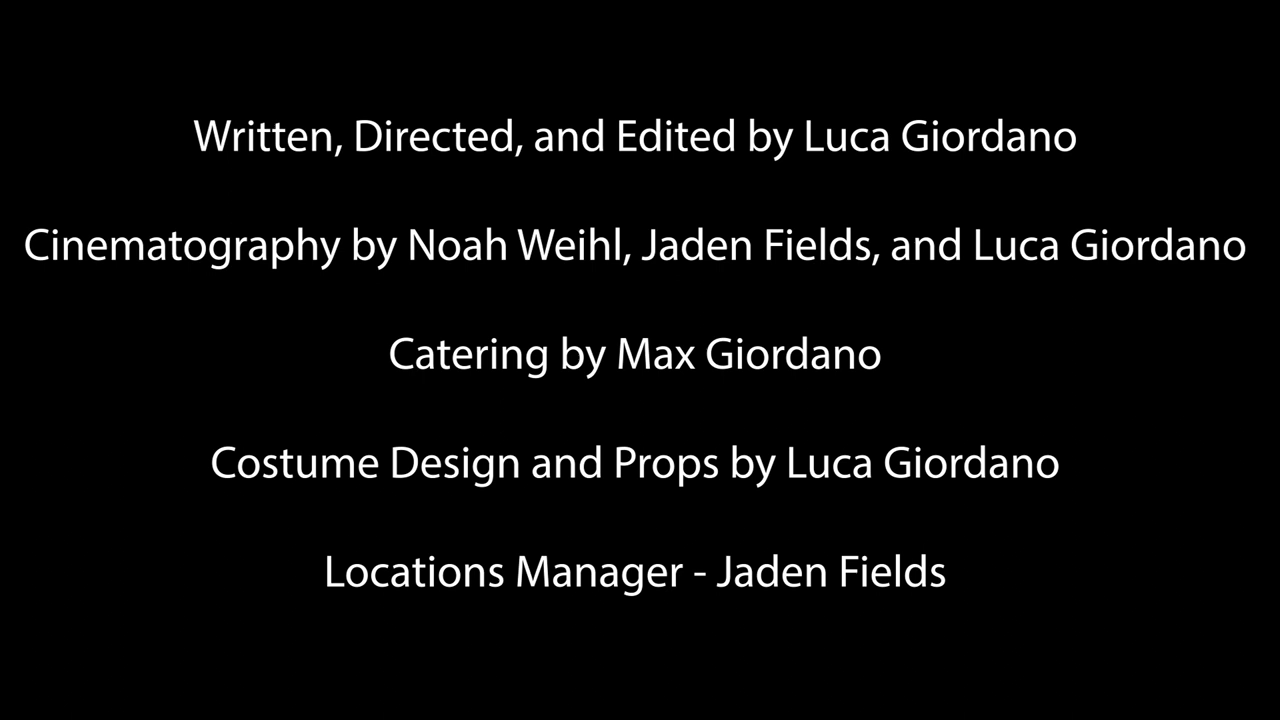 Written, Directed, and Edited by Luca Giordano
Cinematography by Noah Weihl, Jaden Fields, and Luca Giordano
Catering by Max Giordano
Costume Design and Props by Luca Giordano
Locations Manager - Jaden Fields